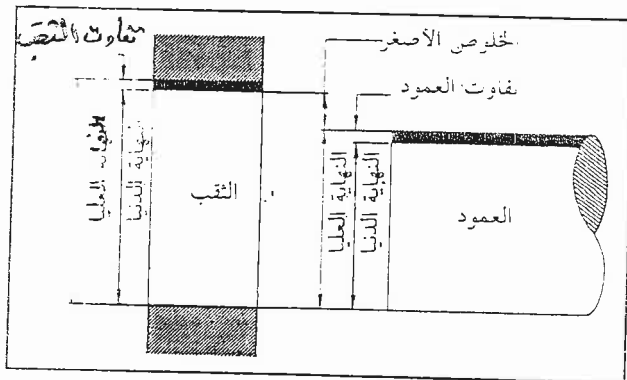 تفاوت الثقب
الخلوص الأصغر
تفاوت العمود
النهاية العليا
النهاية الدنيا
الثقب
النهاية العليا
النهاية الدنيا
العمود